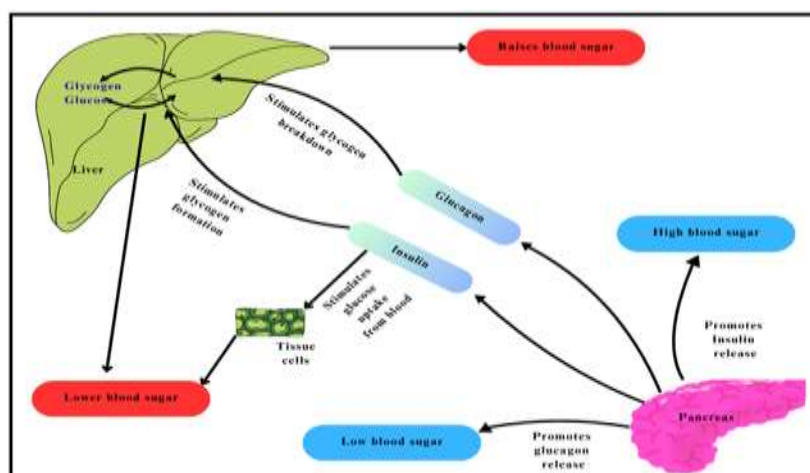 Raises blood sugar
Glycogen
Glucose
Liver
Stimulates glycogen
breakdown
Stimulates
glycogen
formation
Glucagon
Insulin
High blood sugar
Stimulates
glucose
uptake
from blood
Promotes
Insulin
release
Tissue
cells
Lower blood sugar
Low blood sugar
Pancreas
Promotes
glucagon
release